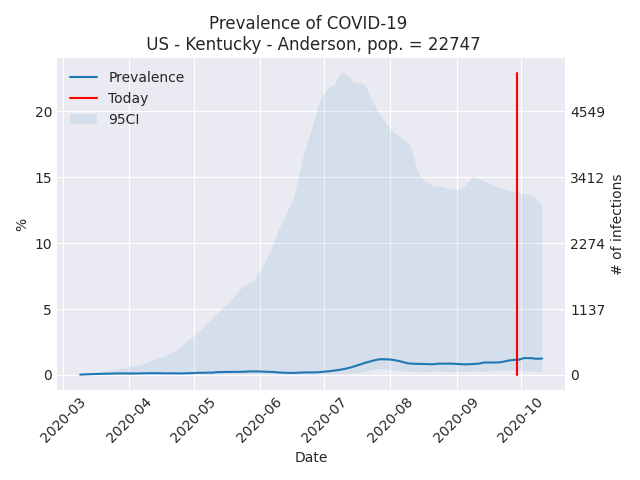 Prevalence of COVID-19
US - Kentucky - Anderson, pop. = 22747
Prevalence
Today
95CI
20
15
10
5
0
%
4549
3412
2274
1137
0
# of infections
2020-03
2020-04
2020-05
2020-06
2020-07
2020-08
2020-09
2020-10
Date